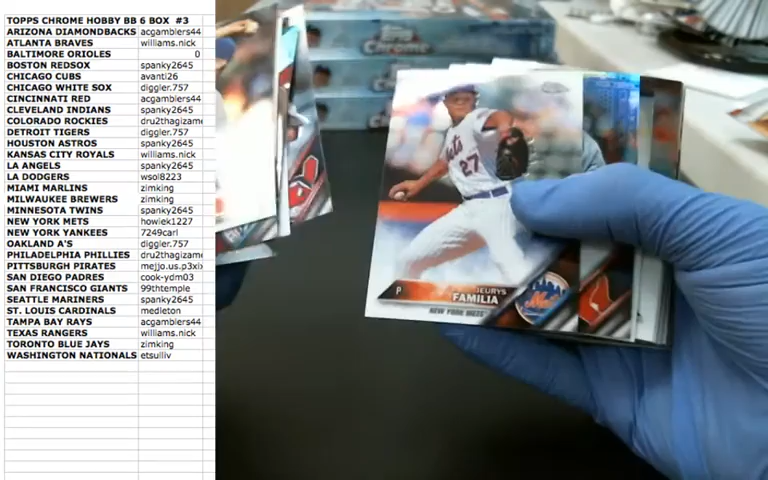 TOPPS CHROME HOBBY BB 6 BOX #3
ARIZONA DIAMONDBACKS acgamblers44
ATLANTA BRAVES williams.nick
BALTIMORE ORIOLES 0
BOSTON REDSOX spanky2645
CHICAGO CUBS avanti26
CHICAGO WHITE SOX diggler.757
CINCINNATI RED acgamblers44
CLEVELAND INDIANS spanky2645
COLORADO ROCKIES dru2thagizame
DETROIT TIGERS diggler.757
HOUSTON ASTROS spanky2645
KANSAS CITY ROYALS williams.nick
LA ANGELS spanky2645
LA DODGERS wsol8223
MIAMI MARLINS zimking
MILWAUKEE BREWERS zimking
MINNESOTA TWINS spanky2645
NEW YORK METS howiek1227
NEW YORK YANKEES 7249carl
OAKLAND A'S diggler.757
PHILADELPHIA PHILLIES dru2thagizame
PITTSBURGH PIRATES mejjo.us.p3xix
SAN DIEGO PADRES cook-ydm03
SAN FRANCISCO GIANTS 99thtemple
SEATTLE MARINERS spanky2645
ST. LOUIS CARDINALS medleton
TAMPA BAY RAYS acgamblers44
TEXAS RANGERS williams.nick
TORONTO BLUE JAYS zimking
WASHINGTON NATIONALS etsulliv
Topps
Chrome
Mets
27
P JEURYS
FAMILIA
NEW YORK METS